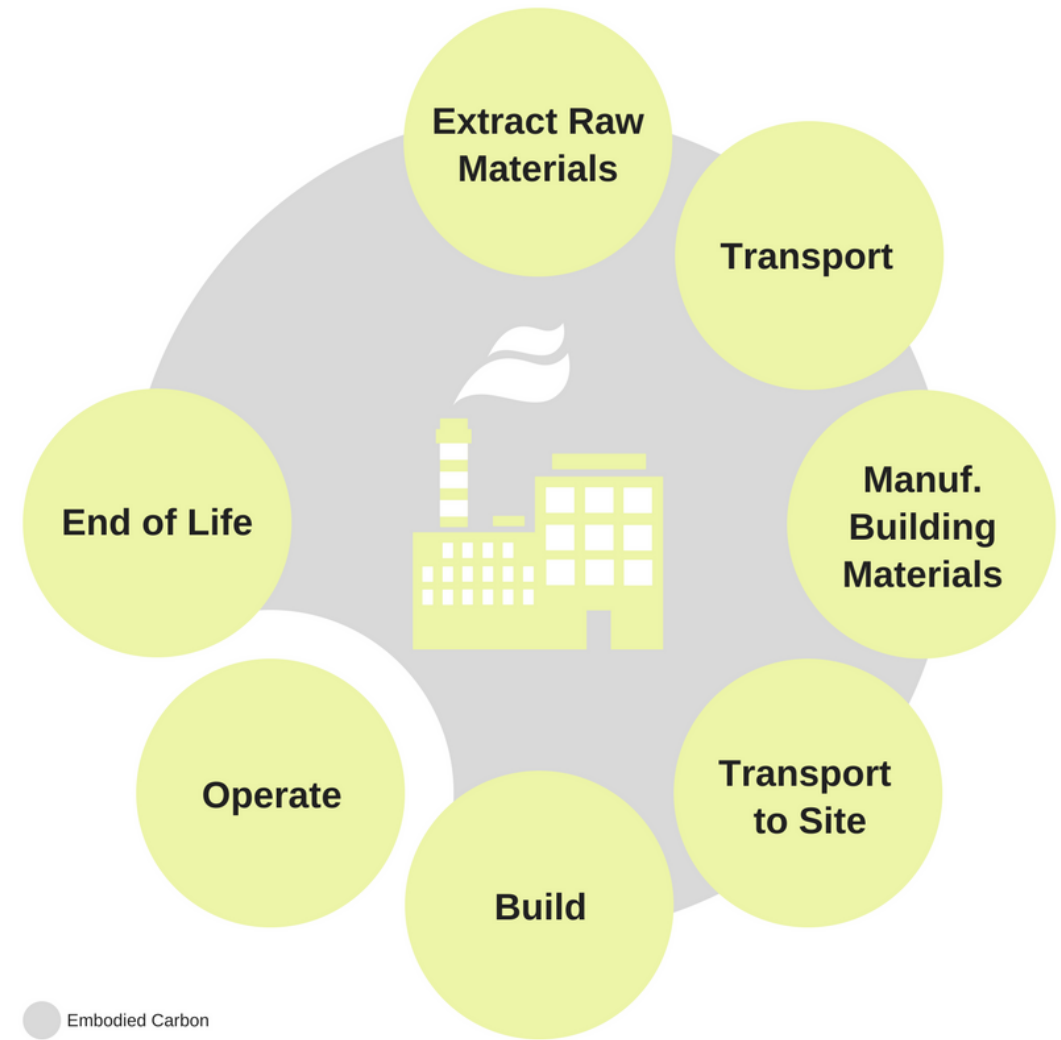 Extract Raw
Materials
Transport
Manuf.
Building
Materials
Transport
to Site
Build
Operate
End of Life
Embodied Carbon